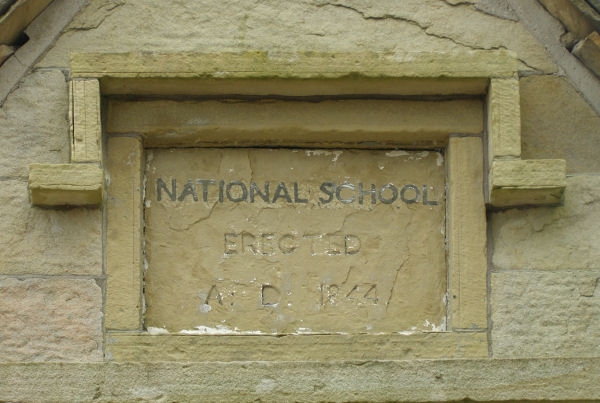 NATIONAL SCHOOL
ERECTED
A D 1844